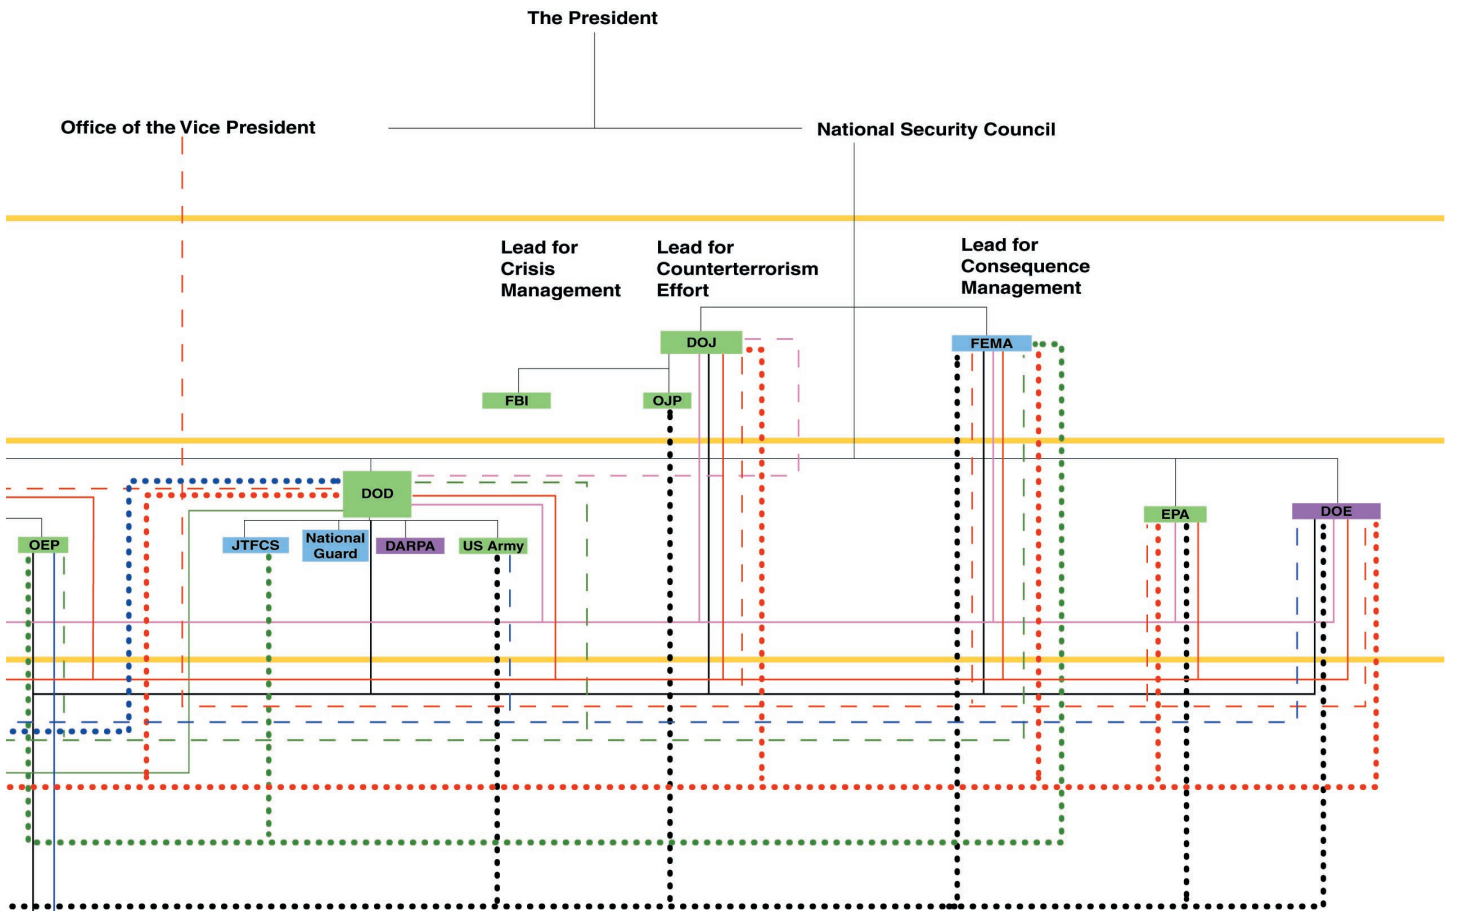 The President
Office of the Vice President
National Security Council
Lead for
Crisis
Management
Lead for
Counterterrorism
Effort
Lead for
Consequence
Management
DOJ
FEMA
FBI
OJP
DOD
EPA
DOE
OEP
JTFCS
National
Guard
DARPA
US Army